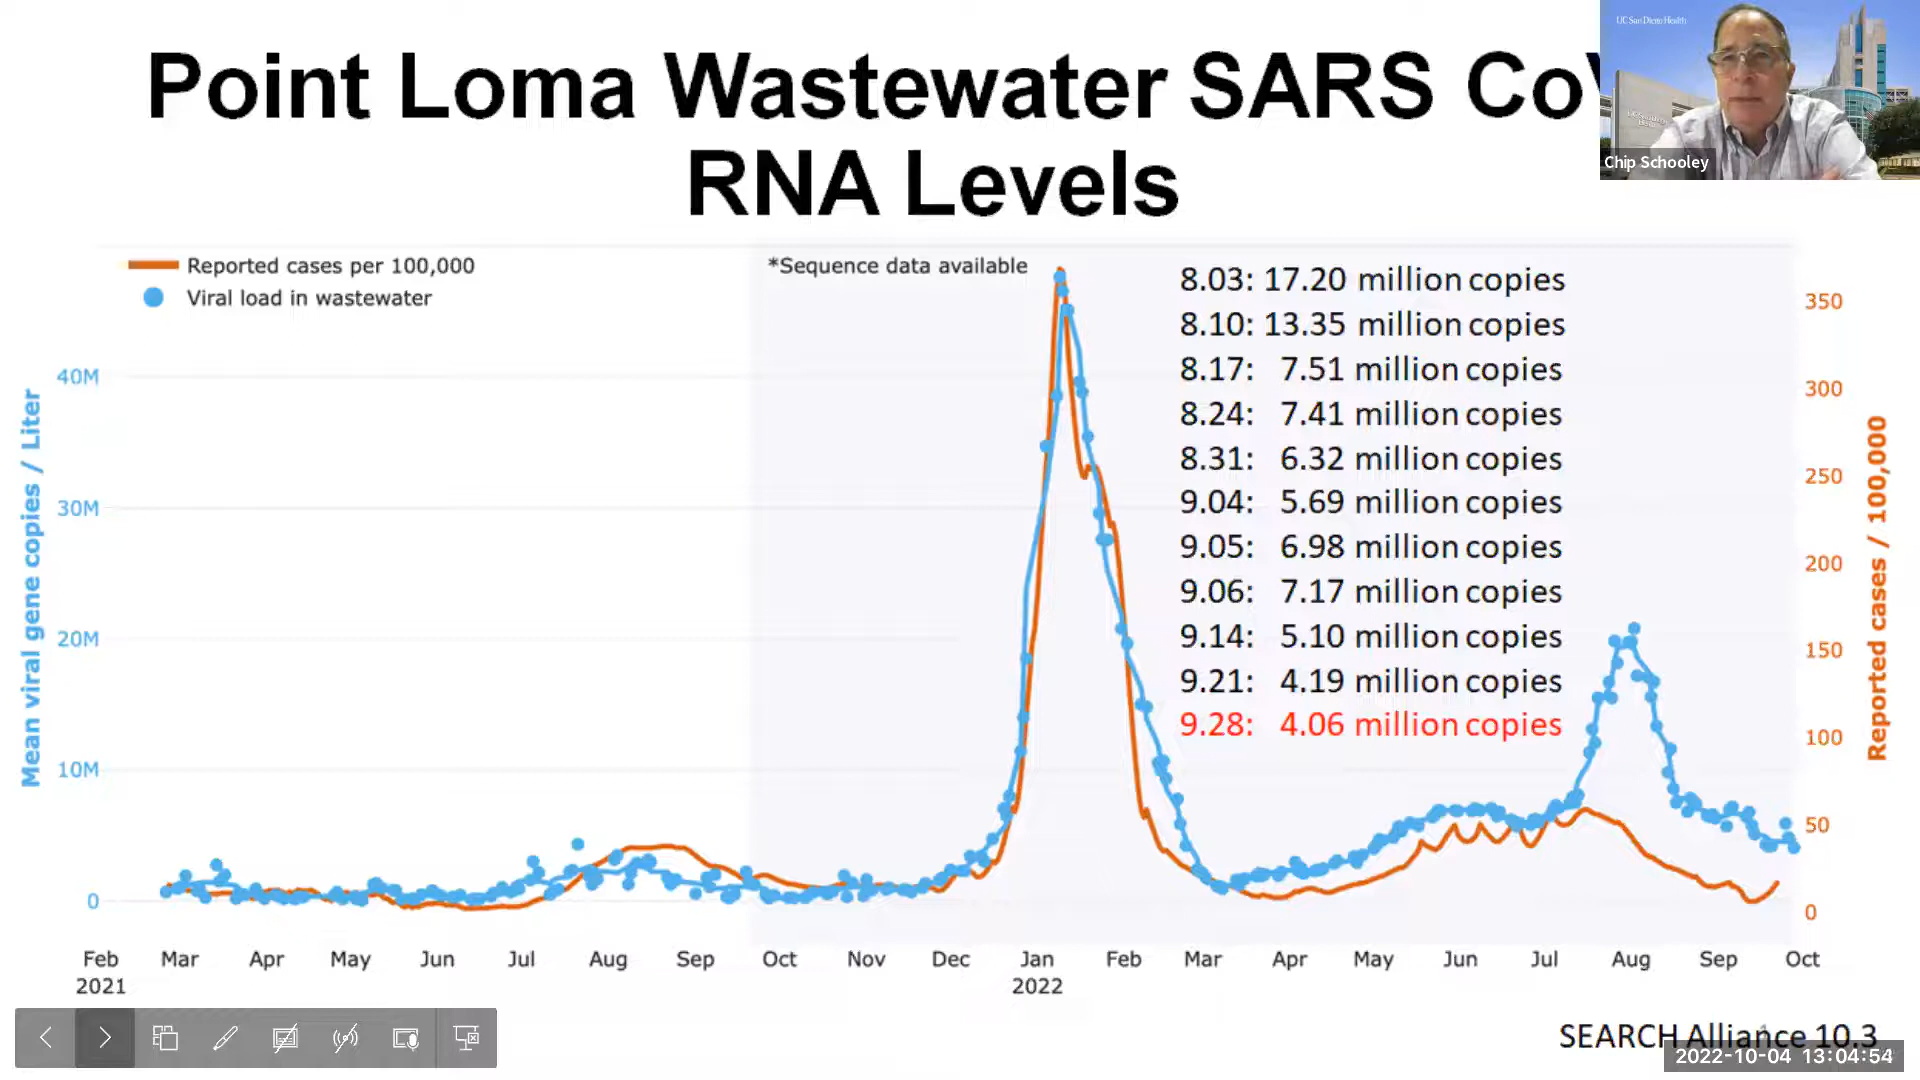 Point Loma Wastewater SARS CoV
RNA Levels
UC San Diego Health
Chip Schooley
Reported cases per 100,000
Viral load in wastewater
*Sequence data available
8.03: 17.20 million copies
8.10: 13.35 million copies
8.17: 7.51 million copies
8.24: 7.41 million copies
8.31: 6.32 million copies
9.04: 5.69 million copies
9.05: 6.98 million copies
9.06: 7.17 million copies
9.14: 5.10 million copies
9.21: 4.19 million copies
9.28: 4.06 million copies
Mean viral gene copies / Liter
40M
30M
20M
10M
0
350
300
250
200
150
100
50
0
Reported cases / 100,000
Feb Mar Apr May Jun Jul Aug Sep Oct Nov Dec Jan Feb Mar Apr May Jun Jul Aug Sep Oct
2021 2022
SEARCH Alliance 10.3
2022-10-04 13:04:54